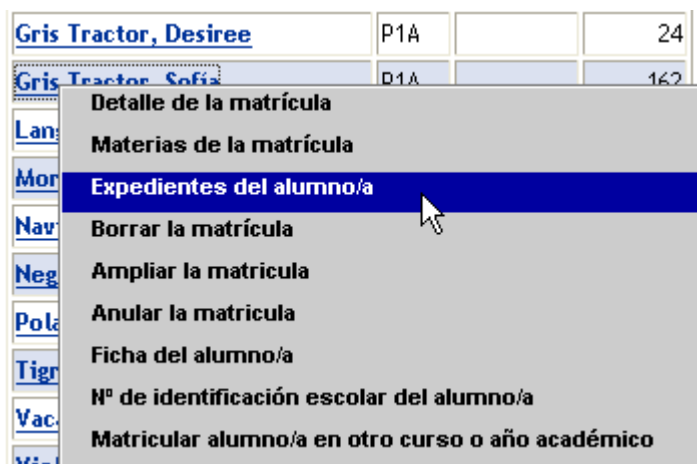 Gris Tractor, Desiree P1A 24
Gris Tractor, Sofía P1A 162
Detalle de la matrícula
Materias de la matrícula
Expedientes del alumno/a
Borrar la matrícula
Ampliar la matricula
Anular la matricula
Ficha del alumno/a
Nº de identificación escolar del alumno/a
Matricular alumno/a en otro curso o año académico